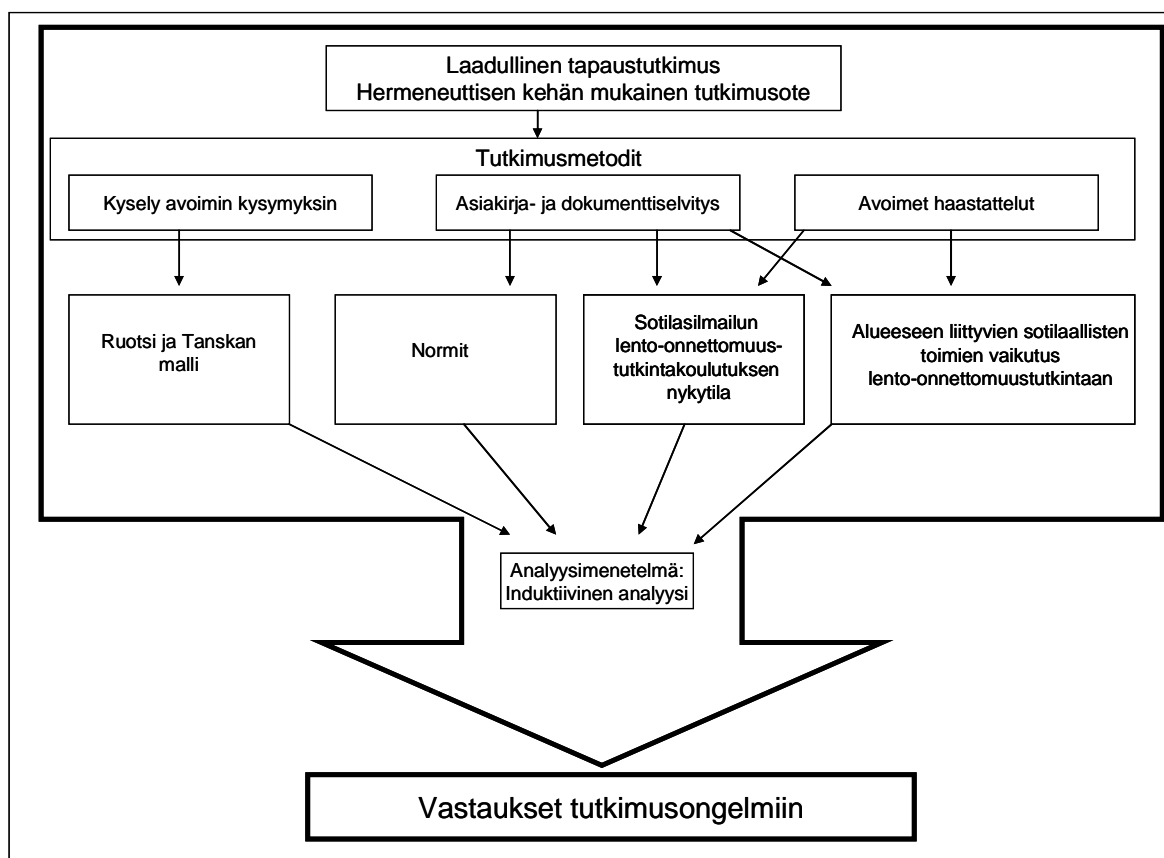 Laadullinen tapaustutkimus
Hermeneuttisen kehän mukainen tutkimusote
Tutkimusmetodit
Kysely avoimin kysymyksin
Asiakirja- ja dokumenttiselvitys
Avoimet haastattelut
Ruotsi ja Tanskan
malli
Normit
Sotilasilmailun
lento-onnettomuus-
tutkintakoulutuksen
nykytila
Alueeseen liittyvien sotilaallisten
toimien vaikutus
lento-onnettomuustutkintaan
Analyysimenetelmä:
Induktiivinen analyysi
Vastaukset tutkimusongelmiin